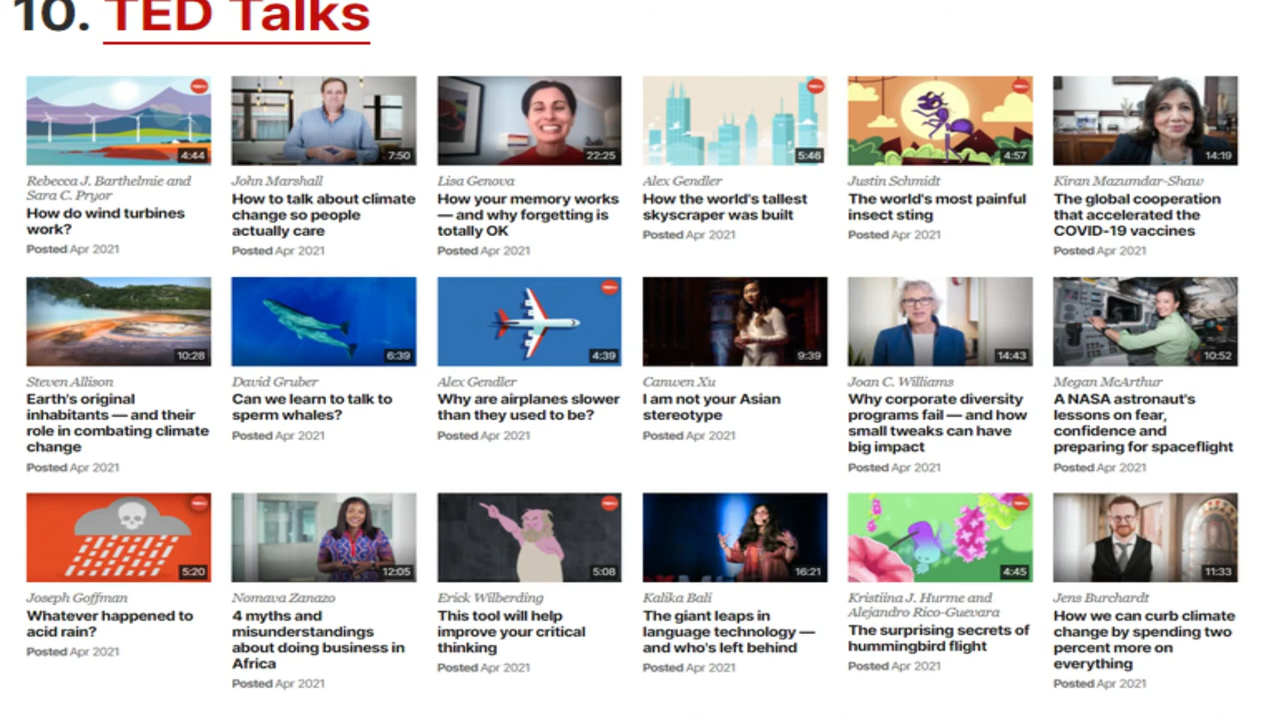 10. TED Talks
4:44
7:50
22:25
5:46
4:57
14:19
Rebecca J. Barthelmie and
Sara C. Pryor
How do wind turbines
work?
Posted Apr 2021
John Marshall
How to talk about climate
change so people
actually care
Posted Apr 2021
Lisa Genova
How your memory works
— and why forgetting is
totally OK
Posted Apr 2021
Alex Gendler
How the world's tallest
skyscraper was built
Posted Apr 2021
Justin Schmidt
The world's most painful
insect sting
Posted Apr 2021
Kiran Mazumdar-Shaw
The global cooperation
that accelerated the
COVID-19 vaccines
Posted Apr 2021
10:28
6:39
4:39
9:39
14:43
10:52
Steven Allison
Earth's original
inhabitants — and their
role in combating climate
change
Posted Apr 2021
David Gruber
Can we learn to talk to
sperm whales?
Posted Apr 2021
Alex Gendler
Why are airplanes slower
than they used to be?
Posted Apr 2021
Canwen Xu
I am not your Asian
stereotype
Posted Apr 2021
Joan C. Williams
Why corporate diversity
programs fail — and how
small tweaks can have
big impact
Posted Apr 2021
Megan McArthur
A NASA astronaut's
lessons on fear,
confidence and
preparing for spaceflight
Posted Apr 2021
5:20
12:05
5:08
16:21
4:45
11:33
Joseph Goffman
Whatever happened to
acid rain?
Posted Apr 2021
Nomava Zanazo
4 myths and
misunderstandings
about doing business in
Africa
Posted Apr 2021
Erick Wilberding
This tool will help
improve your critical
thinking
Posted Apr 2021
Kalika Bali
The giant leaps in
language technology —
and who's left behind
Posted Apr 2021
Kristiina J. Hurme and
Alejandro Rico-Guevara
The surprising secrets of
hummingbird flight
Posted Apr 2021
Jens Burchardt
How we can curb climate
change by spending two
percent more on
everything
Posted Apr 2021